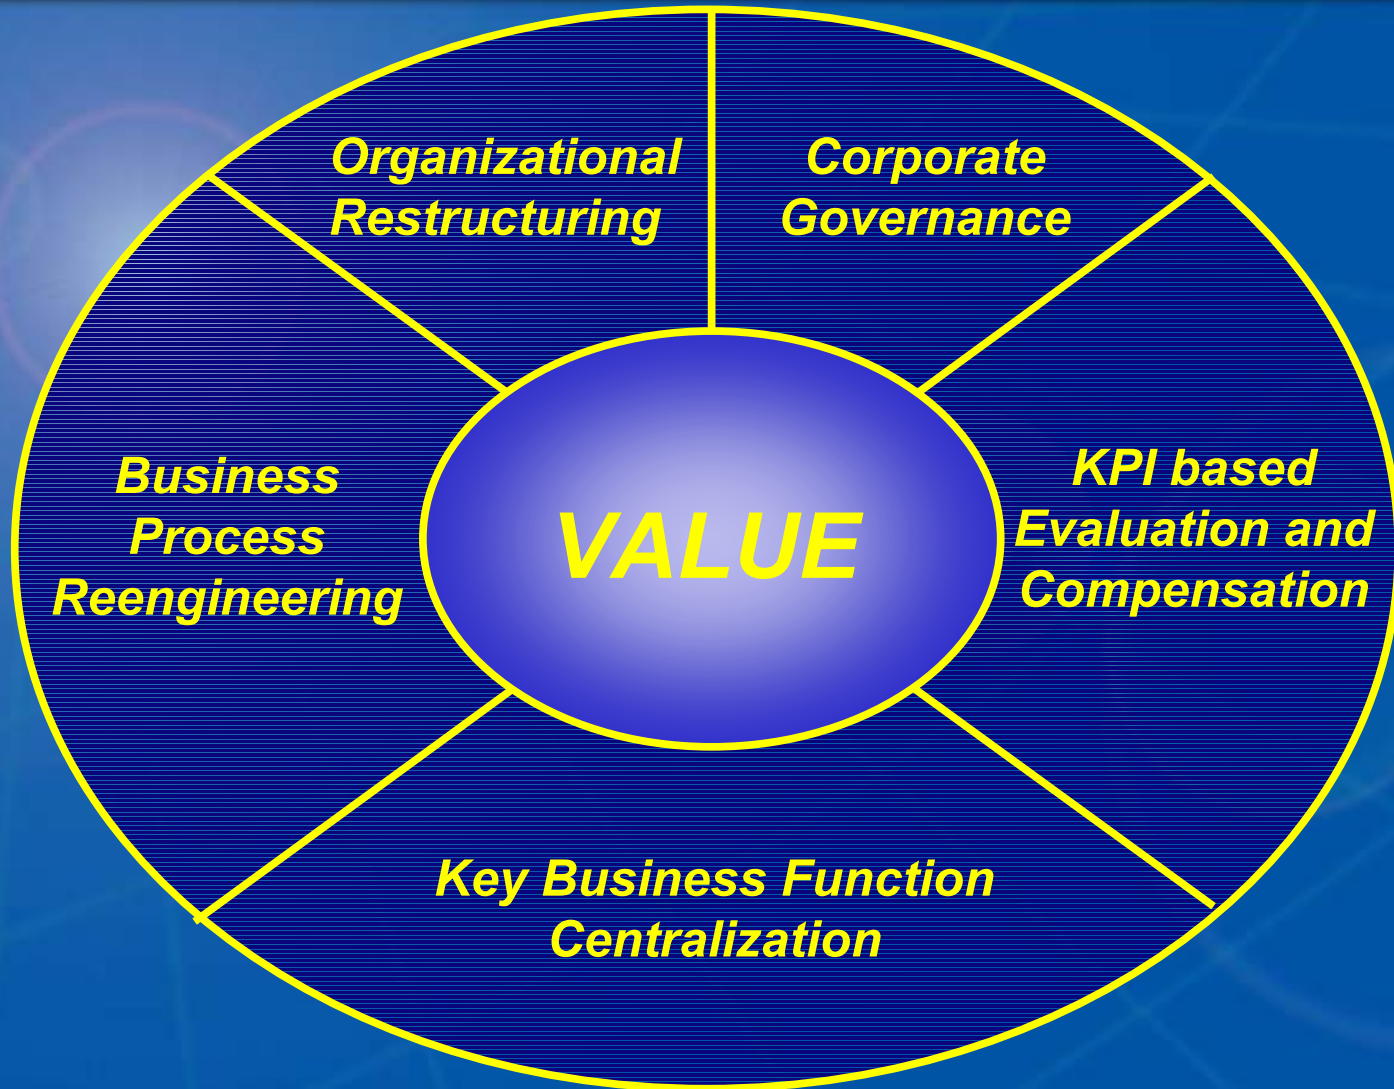 Organizational
Restructuring
Corporate
Governance
Business
Process
Reengineering
VALUE
KPI based
Evaluation and
Compensation
Key Business Function
Centralization